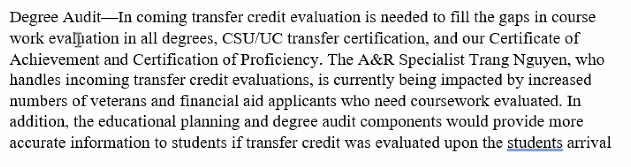 Degree Audit—In coming transfer credit evaluation is needed to fill the gaps in course
work evaluation in all degrees, CSU/UC transfer certification, and our Certificate of
Achievement and Certification of Proficiency. The A&R Specialist Trang Nguyen, who
handles incoming transfer credit evaluations, is currently being impacted by increased
numbers of veterans and financial aid applicants who need coursework evaluated. In
addition, the educational planning and degree audit components would provide more
accurate information to students if transfer credit was evaluated upon the students arrival